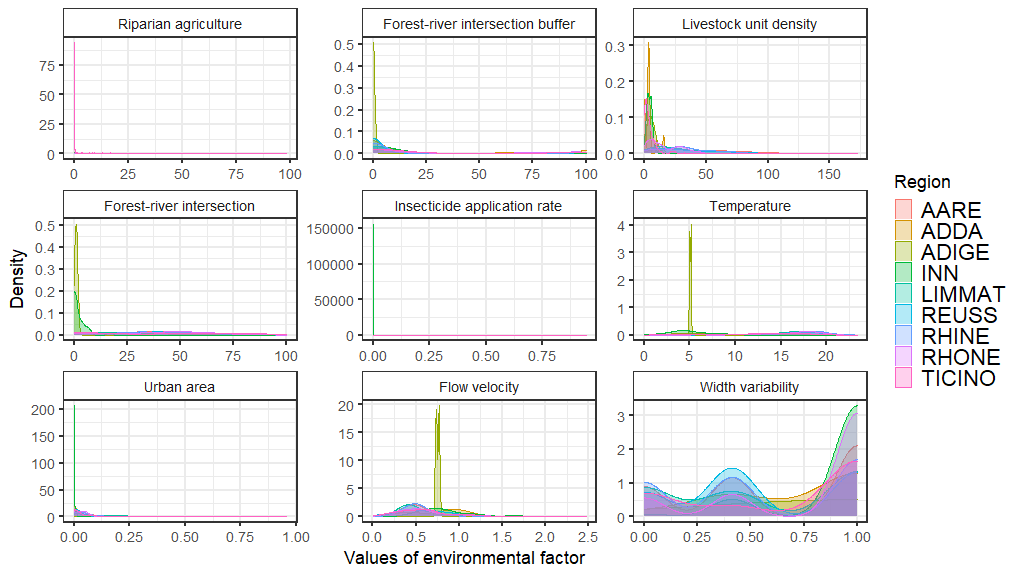 Riparian agriculture
Forest-river intersection buffer
Livestock unit density
75
50
25
0
0 25 50 75 100
0.5
0.4
0.3
0.2
0.1
0.0
0 25 50 75 100
0.3
0.2
0.1
0.0
0 50 100 150
Forest-river intersection
Insecticide application rate
Temperature
0.5
0.4
0.3
0.2
0.1
0.0
0 25 50 75 100
150000
100000
50000
0
0.00 0.25 0.50 0.75
4
3
2
1
0
0 5 10 15 20
Urban area
Flow velocity
Width variability
200
150
100
50
0
0.00 0.25 0.50 0.75 1.00
20
15
10
5
0
0.0 0.5 1.0 1.5 2.0 2.5
3
2
1
0
0.00 0.25 0.50 0.75 1.00
Density
Values of environmental factor
Region
AARE
ADDA
ADIGE
INN
LIMMAT
REUSS
RHINE
RHONE
TICINO